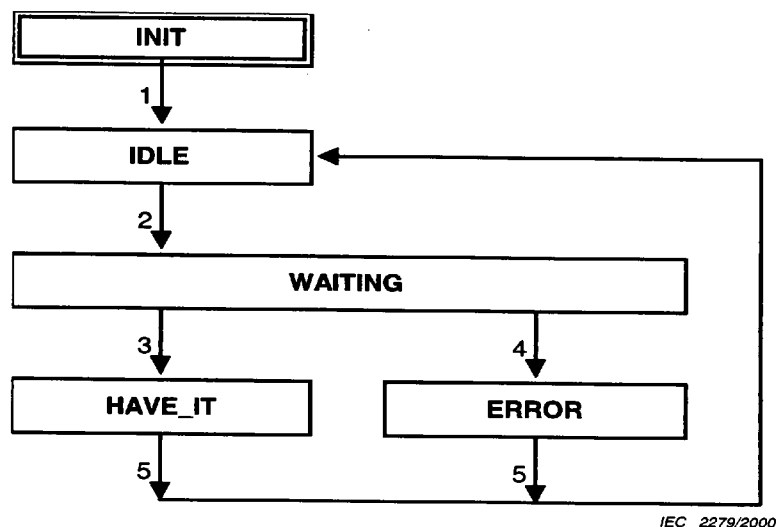 INIT
1
IDLE
2
WAITING
3 4
HAVE_IT ERROR
5 5
IEC 2279/2000